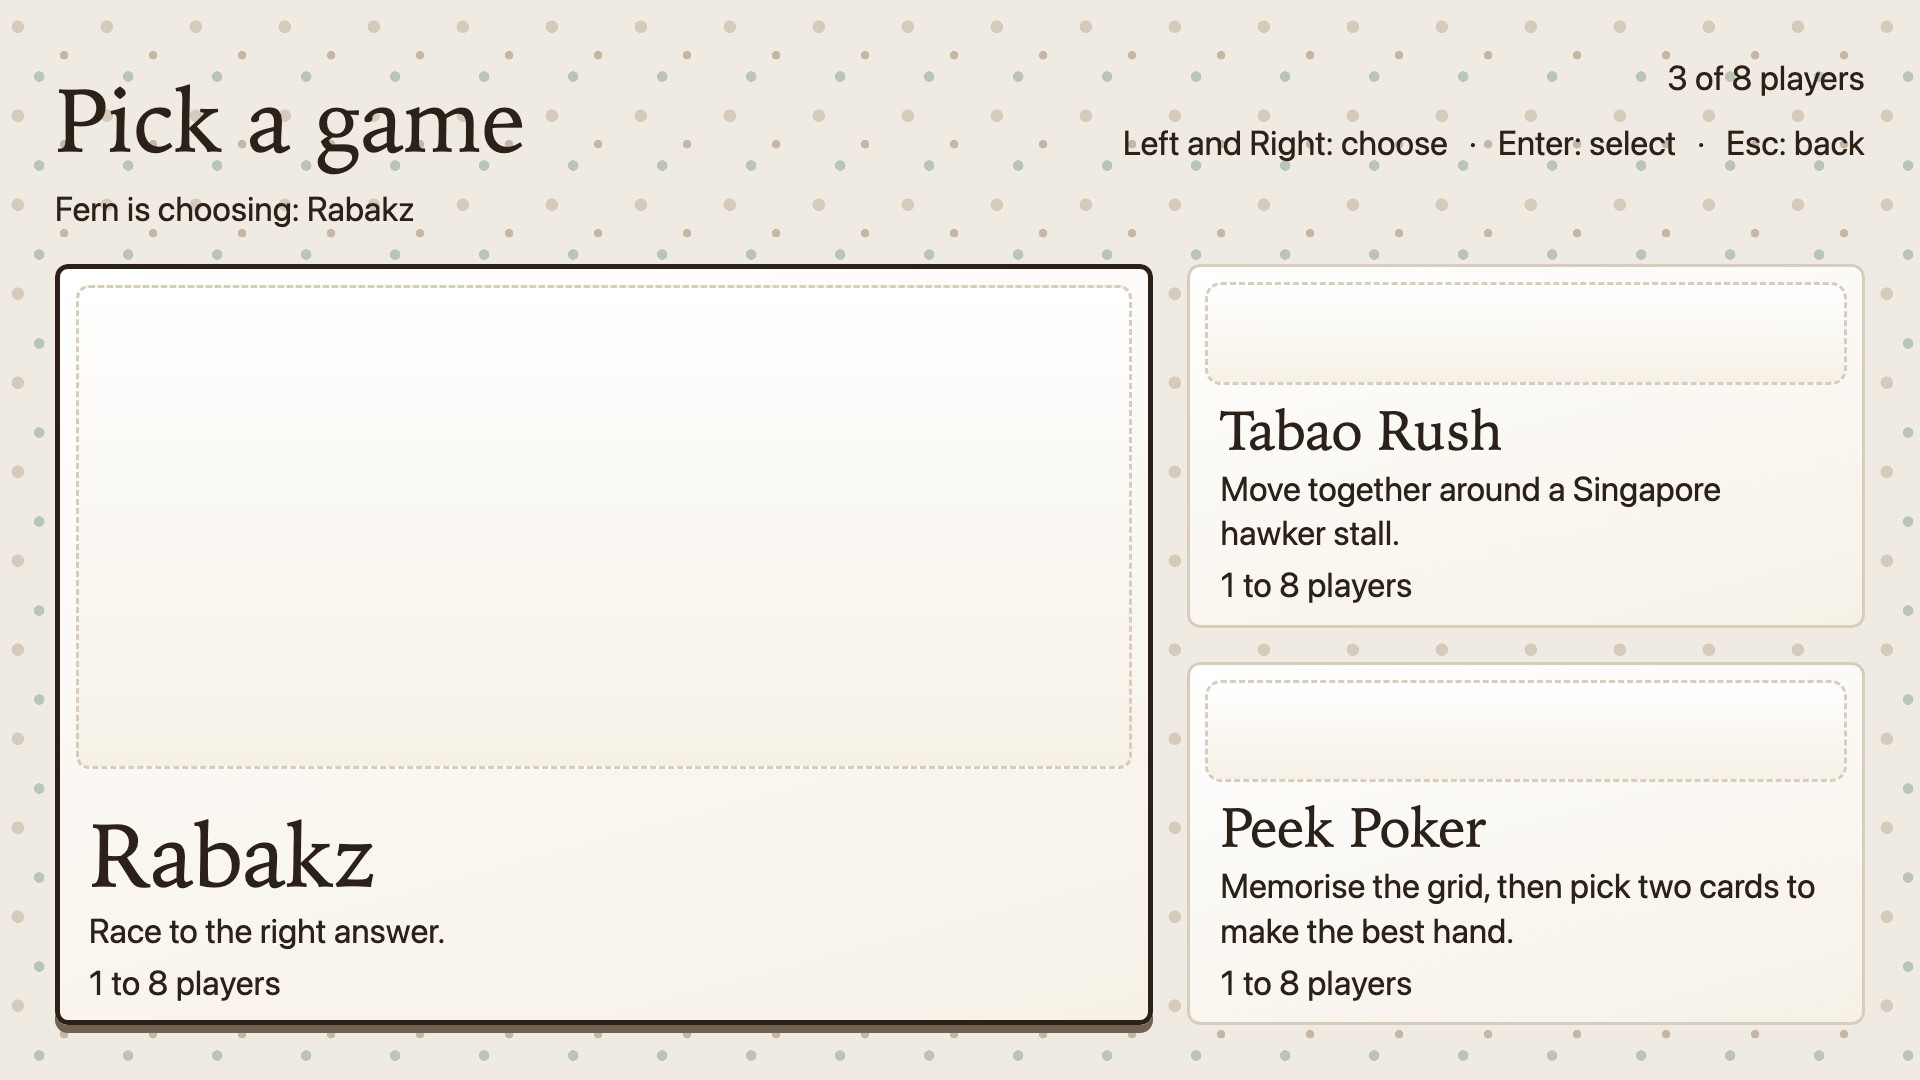 Pick a game
Fern is choosing: Rabakz
3 of 8 players
Left and Right: choose · Enter: select · Esc: back
Rabakz
Race to the right answer.
1 to 8 players
Tabao Rush
Move together around a Singapore
hawker stall.
1 to 8 players
Peek Poker
Memorise the grid, then pick two cards to
make the best hand.
1 to 8 players